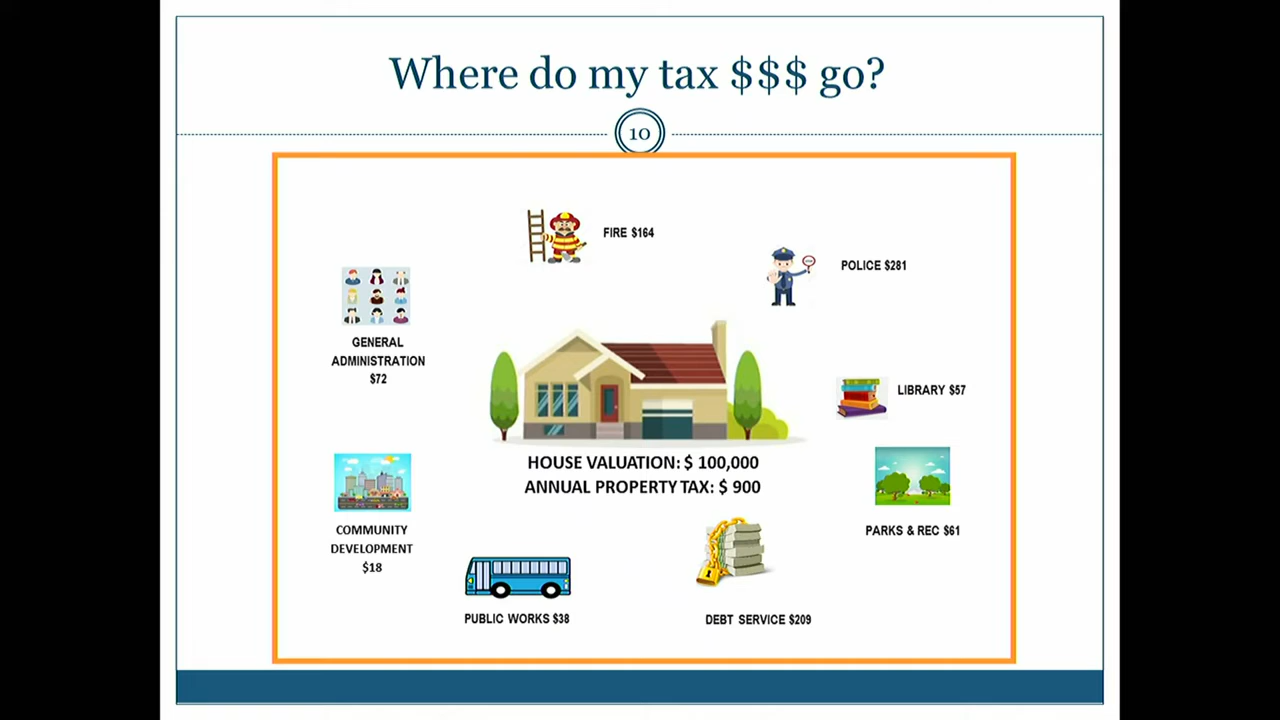 Where do my tax $$$ go?
10
FIRE $164
POLICE $281
GENERAL
ADMINISTRATION
$72
LIBRARY $57
HOUSE VALUATION: $ 100,000
ANNUAL PROPERTY TAX: $ 900
COMMUNITY
DEVELOPMENT
$18
PARKS & REC $61
PUBLIC WORKS $38
DEBT SERVICE $209